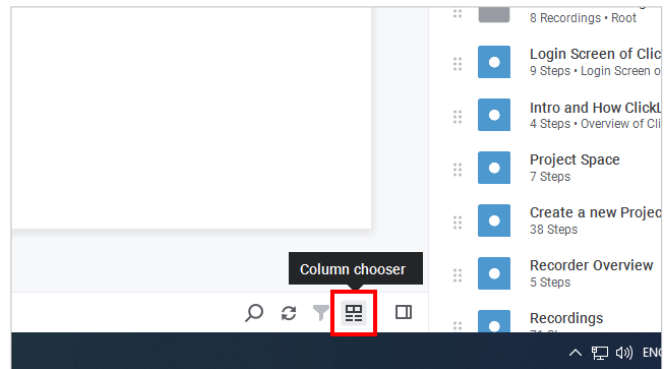 8 Recordings • Root
Login Screen of Clic
9 Steps • Login Screen o
Intro and How ClickL
4 Steps • Overview of Cli
Project Space
7 Steps
Create a new Projec
38 Steps
Recorder Overview
5 Steps
Column chooser
Recordings
ENG